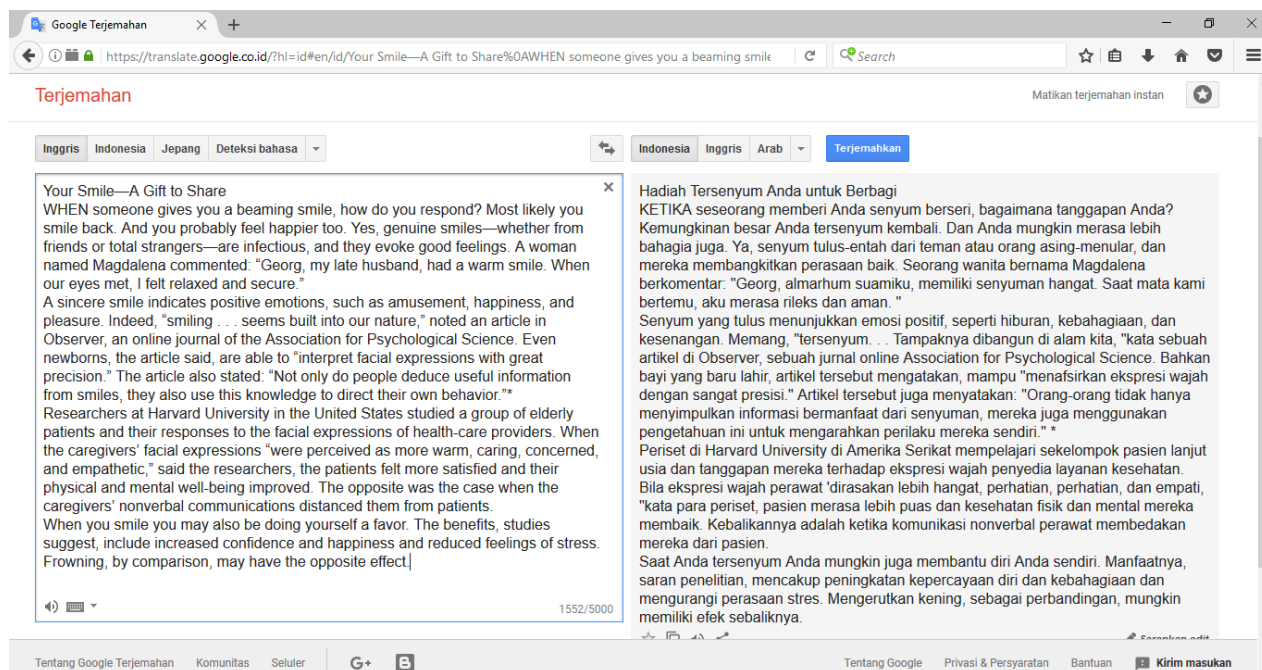 Google Terjemahan
https://translate.google.co.id/?hl=id#en/id/Your Smile—A Gift to Share%0AWHEN someone gives you a beaming smile
Search
Terjemahan
Matikan terjemahan instan
Inggris Indonesia Jepang Deteksi bahasa
Indonesia Inggris Arab Terjemahkan
Your Smile—A Gift to Share
WHEN someone gives you a beaming smile, how do you respond? Most likely you
smile back. And you probably feel happier too. Yes, genuine smiles—whether from
friends or total strangers—are infectious, and they evoke good feelings. A woman
named Magdalena commented: “Georg, my late husband, had a warm smile. When
our eyes met, I felt relaxed and secure.”
A sincere smile indicates positive emotions, such as amusement, happiness, and
pleasure. Indeed, “smiling . . . seems built into our nature,” noted an article in
Observer, an online journal of the Association for Psychological Science. Even
newborns, the article said, are able to “interpret facial expressions with great
precision.” The article also stated: “Not only do people deduce useful information
from smiles, they also use this knowledge to direct their own behavior.”*
Researchers at Harvard University in the United States studied a group of elderly
patients and their responses to the facial expressions of health-care providers. When
the caregivers’ facial expressions “were perceived as more warm, caring, concerned,
and empathetic,” said the researchers, the patients felt more satisfied and their
physical and mental well-being improved. The opposite was the case when the
caregivers’ nonverbal communications distanced them from patients.
When you smile you may also be doing yourself a favor. The benefits, studies
suggest, include increased confidence and happiness and reduced feelings of stress.
Frowning, by comparison, may have the opposite effect.
1552/5000
Hadiah Tersenyum Anda untuk Berbagi
KETIKA seseorang memberi Anda senyum berseri, bagaimana tanggapan Anda?
Kemungkinan besar Anda tersenyum kembali. Dan Anda mungkin merasa lebih
bahagia juga. Ya, senyum tulus-entah dari teman atau orang asing-menular, dan
mereka membangkitkan perasaan baik. Seorang wanita bernama Magdalena
berkomentar: "Georg, almarhum suamiku, memiliki senyuman hangat. Saat mata kami
bertemu, aku merasa rileks dan aman. "
Senyum yang tulus menunjukkan emosi positif, seperti hiburan, kebahagiaan, dan
kesenangan. Memang, "tersenyum. . . Tampaknya dibangun di alam kita, "kata sebuah
artikel di Observer, sebuah jurnal online Association for Psychological Science. Bahkan
bayi yang baru lahir, artikel tersebut mengatakan, mampu "menafsirkan ekspresi wajah
dengan sangat presisi." Artikel tersebut juga menyatakan: "Orang-orang tidak hanya
menyimpulkan informasi bermanfaat dari senyuman, mereka juga menggunakan
pengetahuan ini untuk mengarahkan perilaku mereka sendiri." *
Periset di Harvard University di Amerika Serikat mempelajari sekelompok pasien lanjut
usia dan tanggapan mereka terhadap ekspresi wajah penyedia layanan kesehatan.
Bila ekspresi wajah perawat 'dirasakan lebih hangat, perhatian, perhatian, dan empati,
"kata para periset, pasien merasa lebih puas dan kesehatan fisik dan mental mereka
membaik. Kebalikannya adalah ketika komunikasi nonverbal perawat membedakan
mereka dari pasien.
Saat Anda tersenyum Anda mungkin juga membantu diri Anda sendiri. Manfaatnya,
saran penelitian, mencakup peningkatan kepercayaan diri dan kebahagiaan dan
mengurangi perasaan stres. Mengerutkan kening, sebagai perbandingan, mungkin
memiliki efek sebaliknya.
Sarankan edit
Tentang Google Terjemahan Komunitas Seluler G+ B
Tentang Google Privasi & Persyaratan Bantuan Kirim masukan